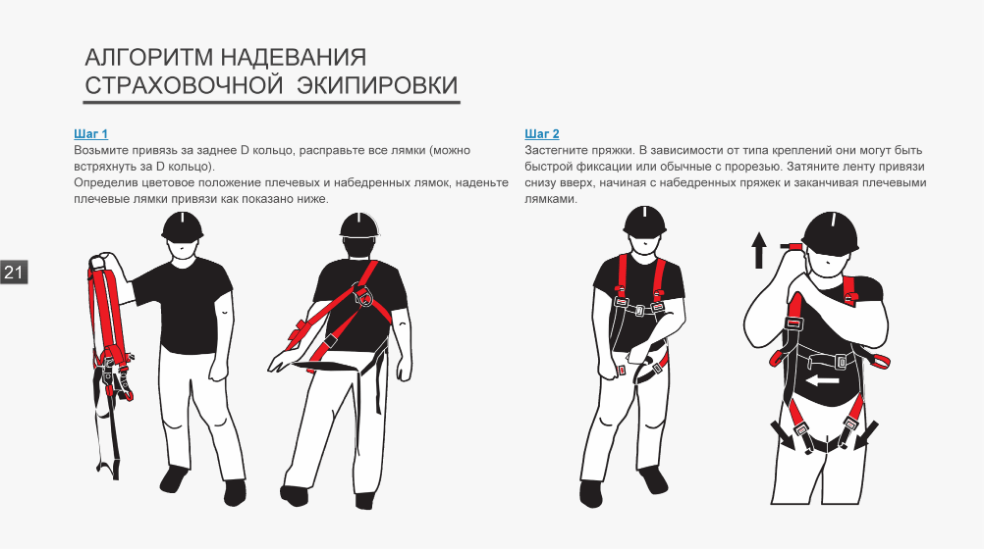 АЛГОРИТМ НАДЕВАНИЯ
СТРАХОВОЧНОЙ ЭКИПИРОВКИ
Шаг 1
Возьмите привязь за заднее D кольцо, расправьте все лямки (можно
встряхнуть за D кольцо).
Определив цветовое положение плечевых и набедренных лямок, наденьте
плечевые лямки привязи как показано ниже.
Шаг 2
Застегните пряжки. В зависимости от типа креплений они могут быть
быстрой фиксации или обычные с прорезью. Затяните ленту привязи
снизу вверх, начиная с набедренных пряжек и заканчивая плечевыми
лямками.
21